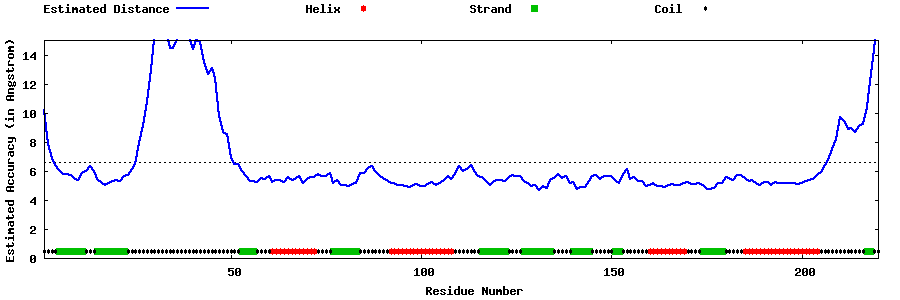 Estimated Distance Helix Strand Coil
Estimated Accuracy (in Angstrom)
14
12
10
8
6
4
2
0
50 100 150 200
Residue Number